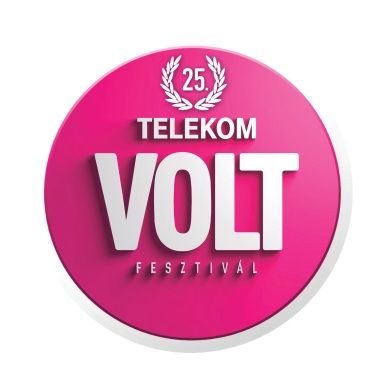 25.
TELEKOM
VOLT
FESZTIVÁL